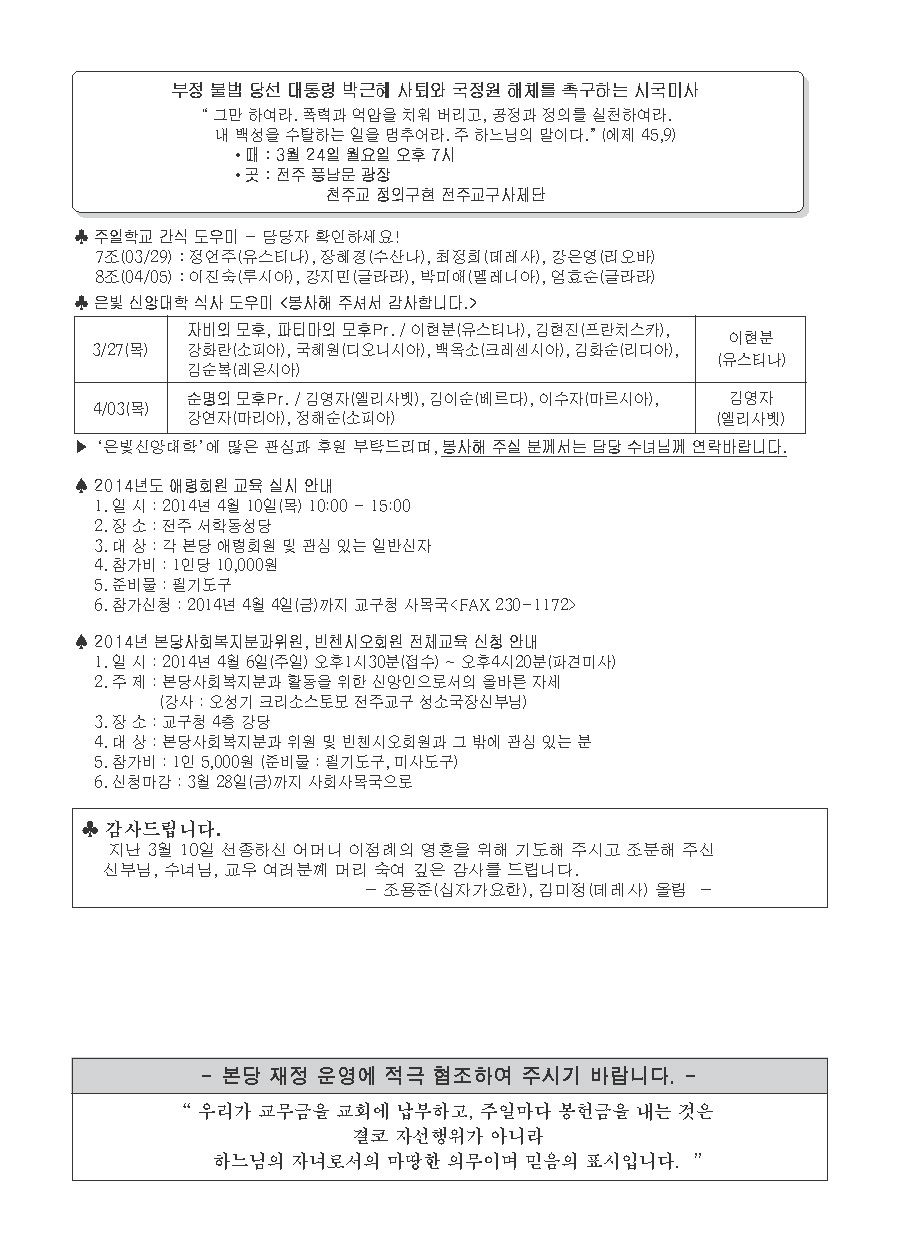 부정 불법 당선 대통령 박근혜 사퇴와 국정원 해체를 촉구하는 시국미사
“ 그만 하여라. 폭력과 억압을 치워 버리고, 공정과 정의를 실천하여라.
내 백성을 수탈하는 일을 멈추어라. 주 하느님의 말이다.” (에제 45,9)
• 때 : 3월 24일 월요일 오후 7시
• 곳 : 전주 풍남문 광장
천주교 정의구현 전주교구사제단
♣ 주일학교 간식 도우미 - 담당자 확인하세요!
7조(03/29) : 정연주(유스티나), 장혜경(수산나), 최정희(데레사), 강은영(리오바)
8조(04/05) : 이진숙(루시아), 강지민(글라라), 박미애(멜레니아), 엄효순(글라라)
♣ 은빛 신앙대학 식사 도우미 <봉사해 주셔서 감사합니다.>
3/27(목) 자비의 모후, 파티마의 모후Pr. / 이현분(유스티나), 김현진(프란치스카), 강화란(소피아), 국혜원(디오니시아), 백옥소(크레센시아), 김화순(리디아), 김순복(레온시아) 이현분 (유스티나)
4/03(목) 순명의 모후Pr. / 김영자(엘리사벳), 김이순(베르다), 이수자(마르시아), 강연자(마리아), 정해순(소피아) 김영자 (엘리사벳)
▶ ‘은빛신앙대학’에 많은 관심과 후원 부탁드리며, 봉사해 주실 분께서는 담당 수녀님께 연락바랍니다.
♠ 2014년도 애령회원 교육 실시 안내
1. 일 시 : 2014년 4월 10일(목) 10:00 - 15:00
2. 장 소 : 전주 서학동성당
3. 대 상 : 각 본당 애령회원 및 관심 있는 일반신자
4. 참가비 : 1인당 10,000원
5. 준비물 : 필기도구
6. 참가신청 : 2014년 4월 4일(금)까지 교구청 사목국<FAX 230-1172>
♠ 2014년 본당사회복지분과위원, 빈첸시오회원 전체교육 신청 안내
1. 일 시 : 2014년 4월 6일(주일) 오후1시30분(접수) ~ 오후4시20분(파견미사)
2. 주 제 : 본당사회복지분과 활동을 위한 신앙인으로서의 올바른 자세
(강사 : 오성기 크리소스토모 전주교구 성소국장신부님)
3. 장 소 : 교구청 4층 강당
4. 대 상 : 본당사회복지분과 위원 및 빈첸시오회원과 그 밖에 관심 있는 분
5. 참가비 : 1인 5,000원 (준비물 : 필기도구, 미사도구)
6. 신청마감 : 3월 28일(금)까지 사회사목국으로
♣ 감사드립니다.
지난 3월 10일 선종하신 어머니 이점례의 영혼을 위해 기도해 주시고 조분해 주신
신부님, 수녀님, 교우 여러분께 머리 숙여 깊은 감사를 드립니다.
- 조용준(십자가요한), 김미정(데레사) 올림 -
- 본당 재정 운영에 적극 협조하여 주시기 바랍니다. -
“ 우리가 교무금을 교회에 납부하고, 주일마다 봉헌금을 내는 것은
결코 자선행위가 아니라
하느님의 자녀로서의 마땅한 의무이며 믿음의 표시입니다. ”